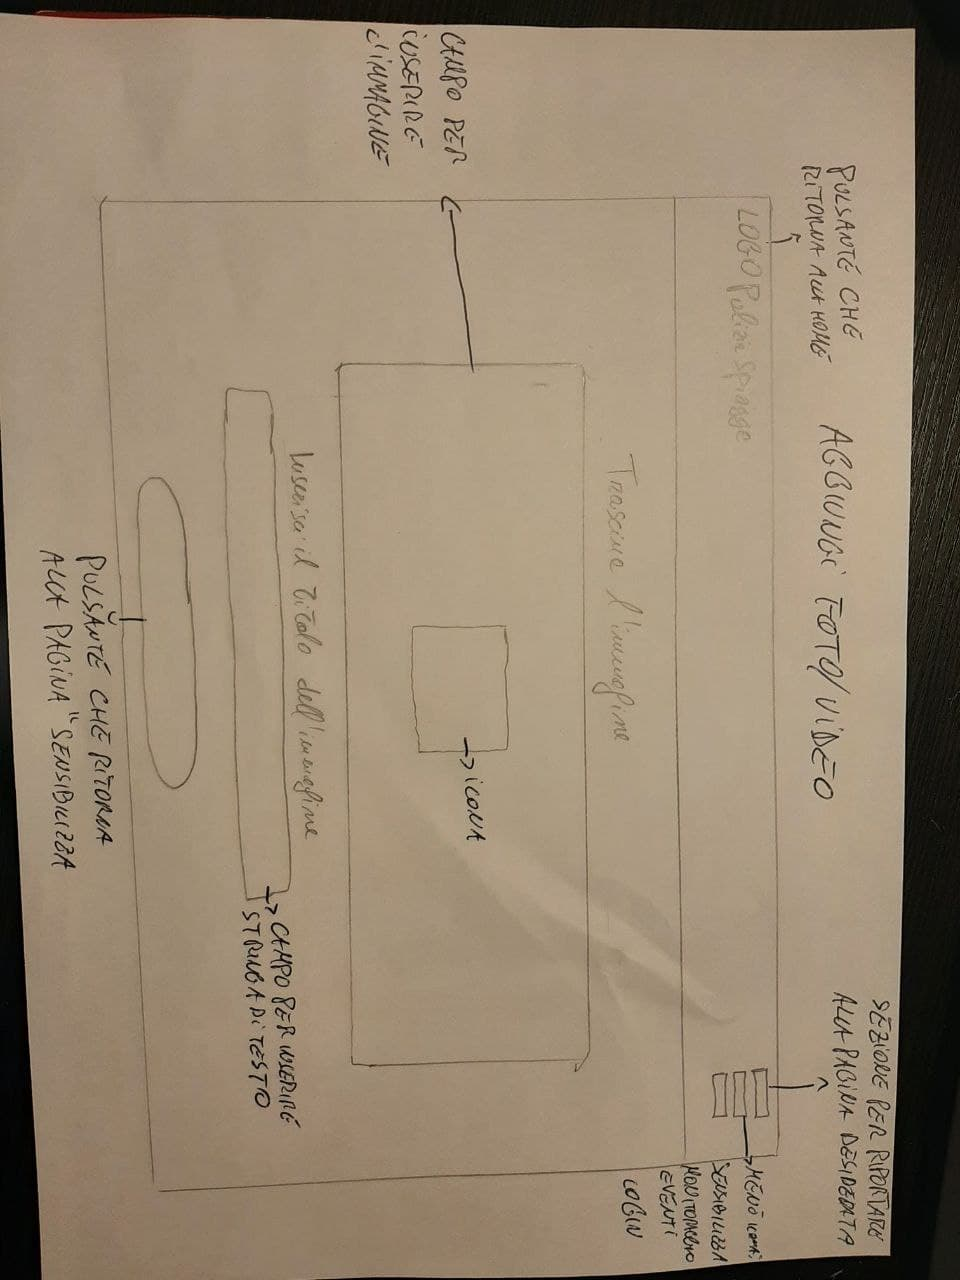 AGGIUNGI FOTO/VIDEO
PULSANTE CHE
RITORNA ALLA HOME
SEZIONE PER RIPORTARTI
ALLA PAGINA DESIDERATA
LOGO Pulizia Spiagge
MENÙ
SENSIBILIZZA
MONITORAGGIO
EVENTI
LOGIN
Trascina l'immagine
CAMPO PER
INSERIRE
L'IMMAGINE
→ ICONA
Inserisci il titolo dell'immagine
→ CAMPO PER INSERIRE
STRINGA DI TESTO
PULSANTE CHE RITORNA
ALLA PAGINA "SENSIBILIZZA